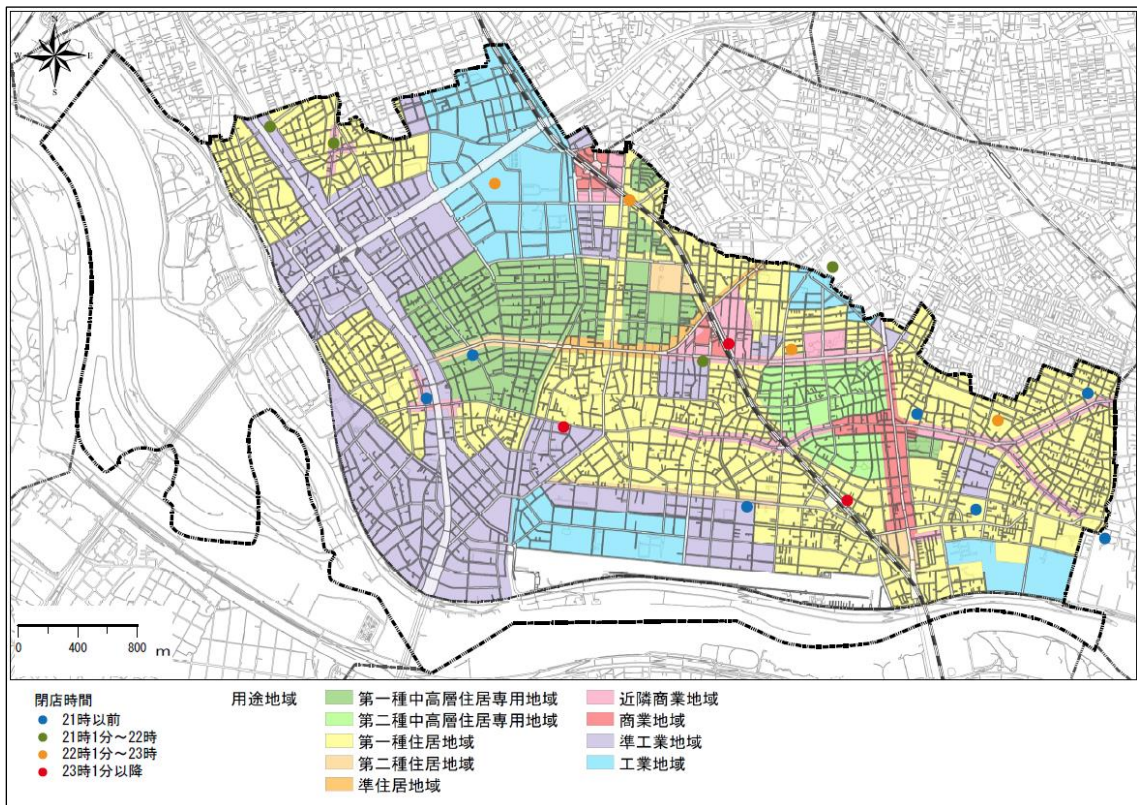 N
W
E
S
0 400 800 m
閉店時間
21時以前
21時1分～22時
22時1分～23時
23時1分以降
用途地域
第一種中高層住居専用地域
第二種中高層住居専用地域
第一種住居地域
第二種住居地域
準住居地域
近隣商業地域
商業地域
準工業地域
工業地域